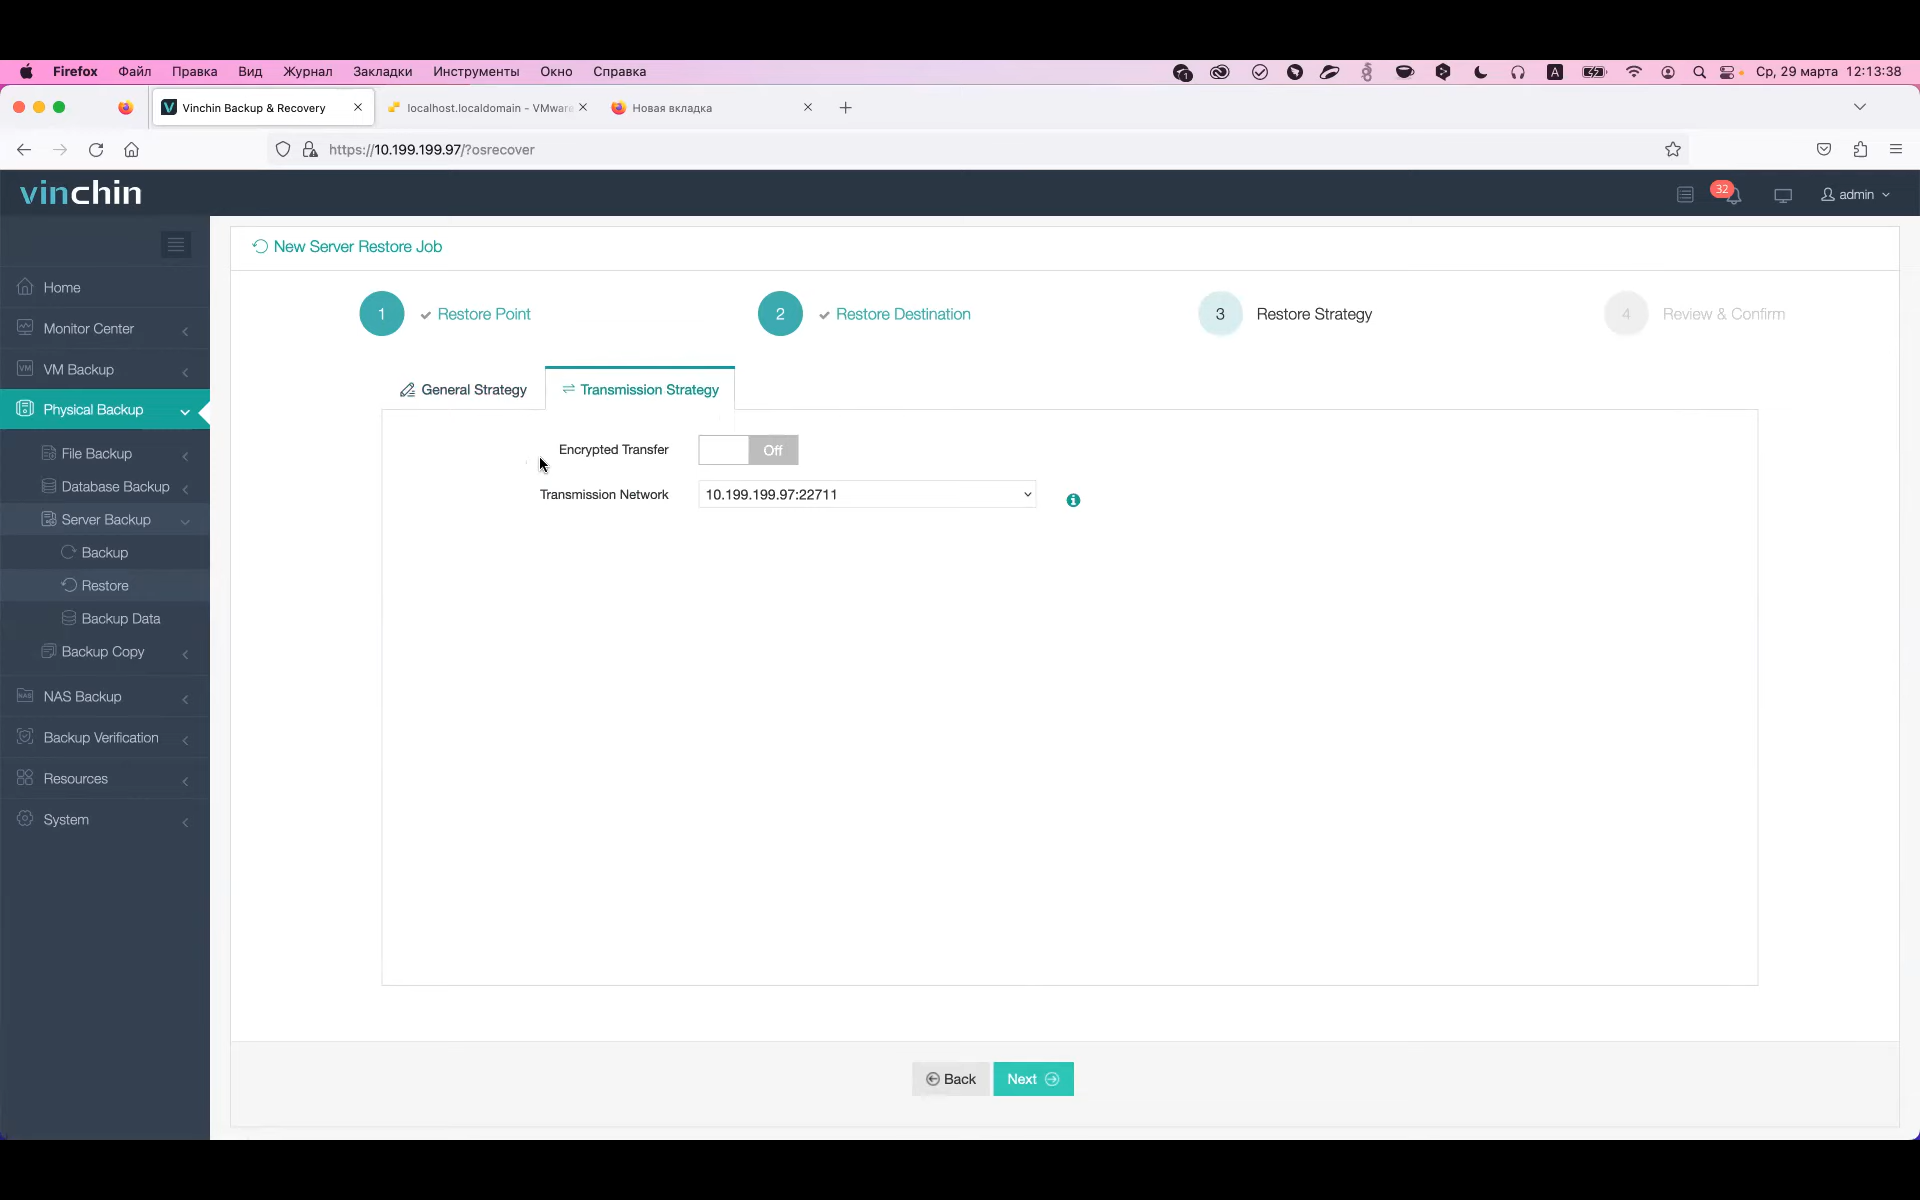 Firefox Файл Правка Вид Журнал Закладки Инструменты Окно Справка
1 A Ср, 29 марта 12:13:38
Vinchin Backup & Recovery
localhost.localdomain - VMware
Новая вкладка
https://10.199.199.97/?osrecover
vinchin
32
admin
New Server Restore Job
Home
Monitor Center
VM Backup
Physical Backup
File Backup
Database Backup
Server Backup
Backup
Restore
Backup Data
Backup Copy
NAS Backup
Backup Verification
Resources
System
1 Restore Point
2 Restore Destination
3 Restore Strategy
4 Review & Confirm
General Strategy
Transmission Strategy
Encrypted Transfer
Off
Transmission Network
10.199.199.97:22711
Back
Next